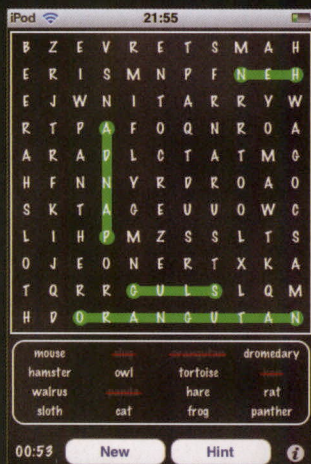 iPod 21:55
B Z E V R E T S M A H
E R I S M N P F N E H
E J W N I T A R R Y W
R T P A F O Q N R O A
A R A D L C T A T M G
H F N N Y R D R O A O
S K T A G E U U O W C
L I H P M Z S S L T S
O J E O N E R T X K A
T Q R R G U L S L Q M
H D O R A N G U T A N
mouse slug orangutan dromedary
hamster owl tortoise hen
walrus panda hare rat
sloth cat frog panther
00:53 New Hint i